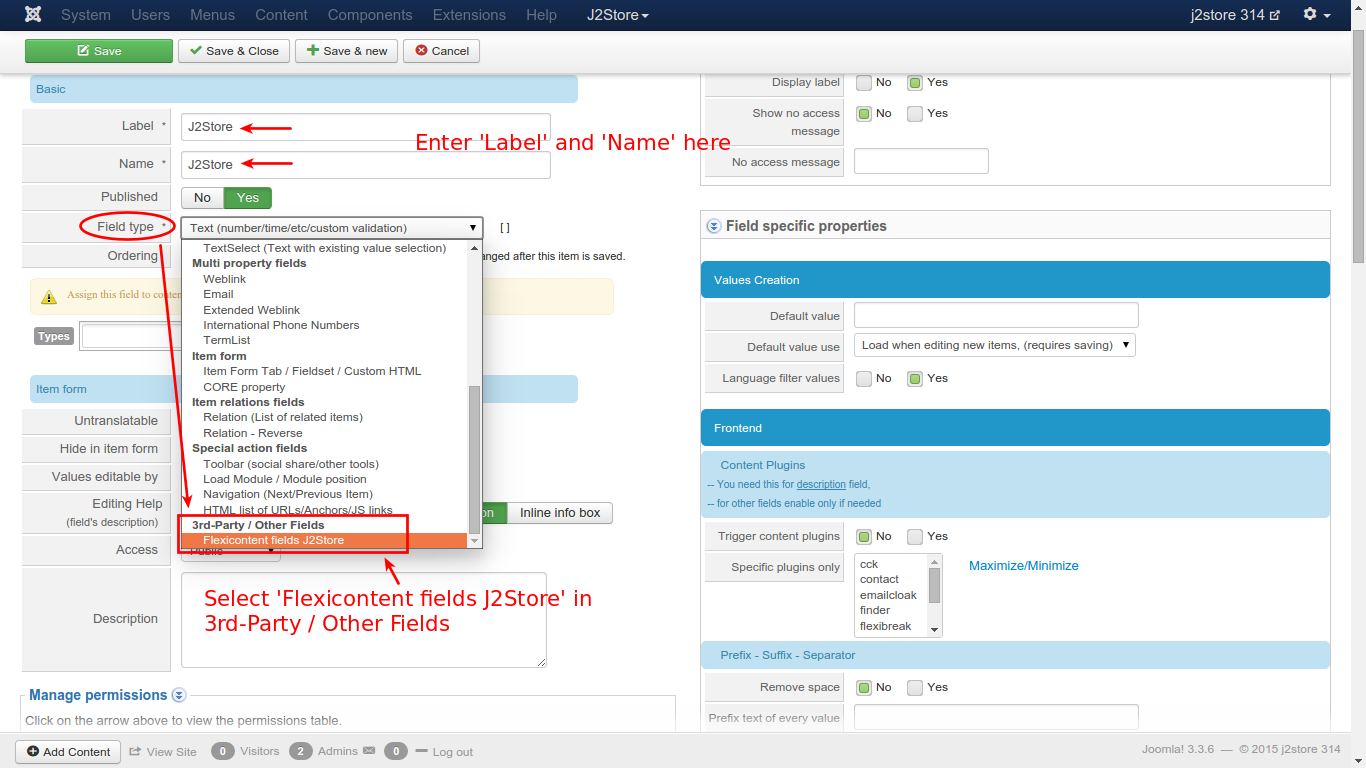 System Users Menus Content Components Extensions Help J2Store j2store 314
Save Save & Close Save & new Cancel
Basic
Label * J2Store
Enter 'Label' and 'Name' here
Name * J2Store
Published No Yes
Field type * Text (number/time/etc/custom validation) [ ]
Ordering anged after this item is saved.
TextSelect (Text with existing value selection)
Multi property fields
Weblink
Email
Extended Weblink
International Phone Numbers
TermList
Item form
Item Form Tab / Fieldset / Custom HTML
CORE property
Item relations fields
Relation (List of related items)
Relation - Reverse
Special action fields
Toolbar (social share/other tools)
Load Module / Module position
Navigation (Next/Previous Item)
HTML list of URLs/Anchors/JS links
3rd-Party / Other Fields
Flexicontent fields J2Store
Assign this field to conten
Types
Item form
Untranslatable
Hide in item form
Values editable by
Editing Help
(field's description)
on Inline info box
Access Public
Select 'Flexicontent fields J2Store' in
3rd-Party / Other Fields
Description
Manage permissions
Click on the arrow above to view the permissions table.
Display label No Yes
Show no access
message
No Yes
No access message
Field specific properties
Values Creation
Default value
Default value use Load when editing new items, (requires saving)
Language filter values No Yes
Frontend
Content Plugins
-- You need this for description field,
-- for other fields enable only if needed
Trigger content plugins No Yes
Specific plugins only
cck
contact
emailcloak
finder
flexibreak
Maximize/Minimize
Prefix - Suffix - Separator
Remove space No Yes
Prefix text of every value
Add Content View Site 0 Visitors 2 Admins 0 Log out
Joomla! 3.3.6 — © 2015 j2store 314